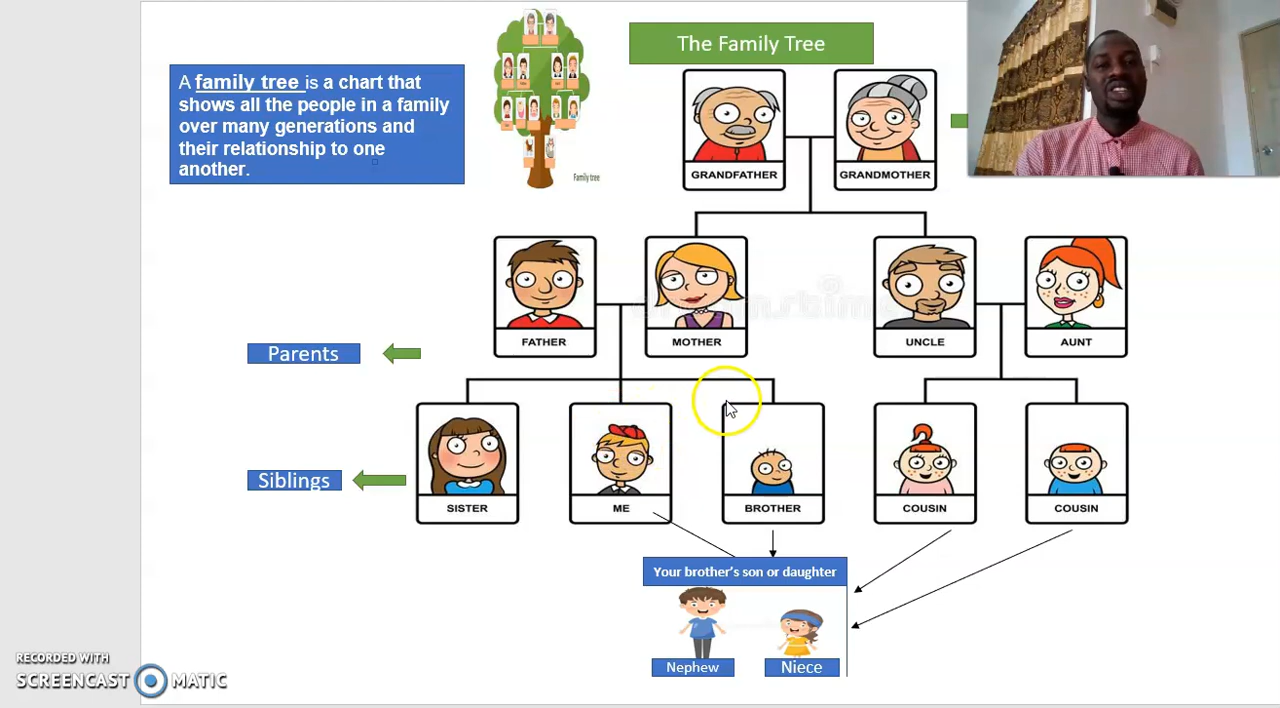 The Family Tree
A family tree is a chart that
shows all the people in a family
over many generations and
their relationship to one
another.
Family tree
GRANDFATHER
GRANDMOTHER
FATHER
MOTHER
UNCLE
AUNT
Parents
Siblings
SISTER
ME
BROTHER
COUSIN
COUSIN
Your brother's son or daughter
Nephew
Niece
RECORDED WITH
SCREENCAST MATIC